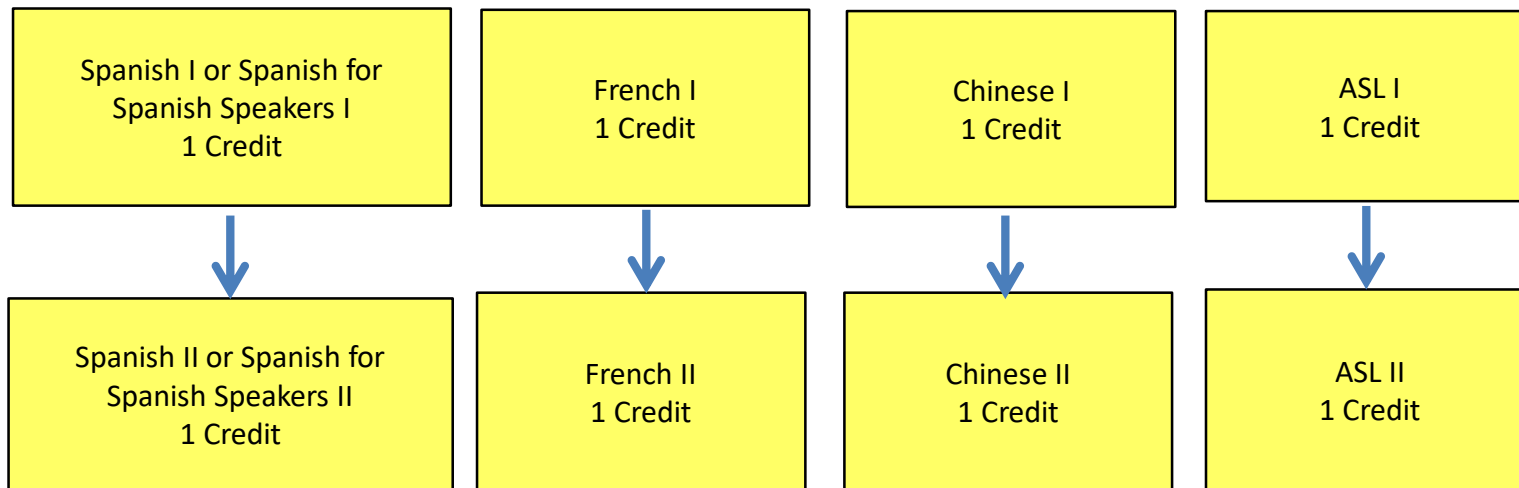 Spanish I or Spanish for
Spanish Speakers I
1 Credit
French I
1 Credit
Chinese I
1 Credit
ASL I
1 Credit
Spanish II or Spanish for
Spanish Speakers II
1 Credit
French II
1 Credit
Chinese II
1 Credit
ASL II
1 Credit